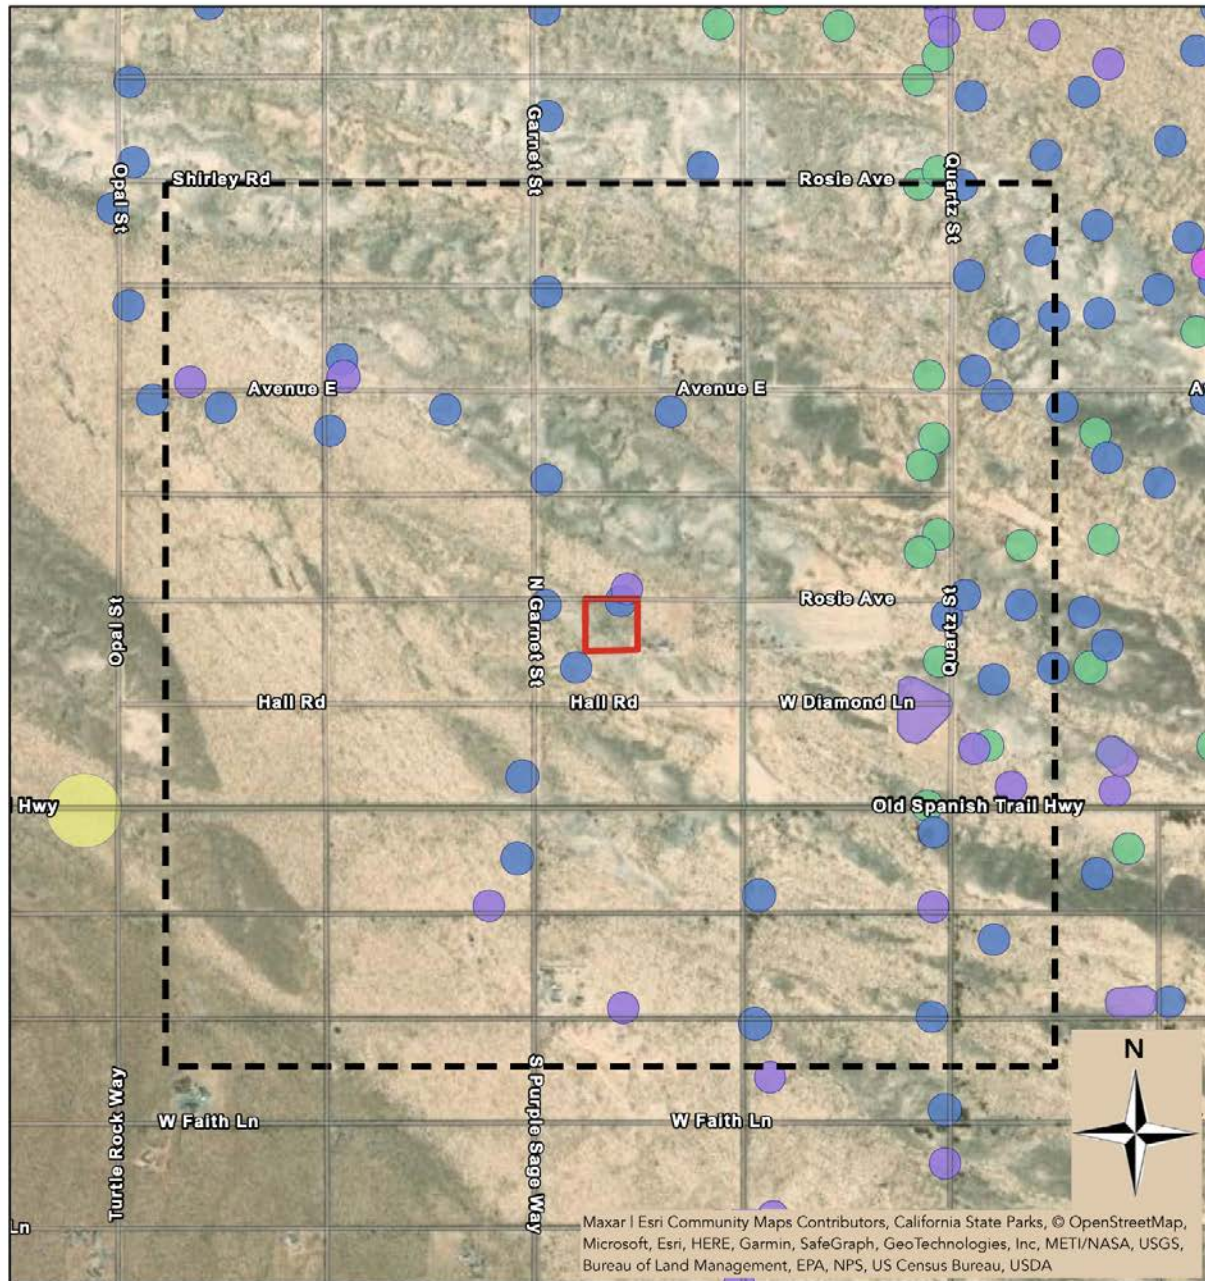 Opal St
Shirley Rd
Garnet St
Rosie Ave
Quartz St
Avenue E
Avenue E
A
Opal St
N Garnet St
Rosie Ave
Quartz St
Hall Rd
Hall Rd
W Diamond Ln
l Hwy
Old Spanish Trail Hwy
N
Turtle Rock Way
W Faith Ln
S Purple Sage Way
W Faith Ln
Ln
Maxar | Esri Community Maps Contributors, California State Parks, © OpenStreetMap,
Microsoft, Esri, HERE, Garmin, SafeGraph, GeoTechnologies, Inc, METI/NASA, USGS,
Bureau of Land Management, EPA, NPS, US Census Bureau, USDA